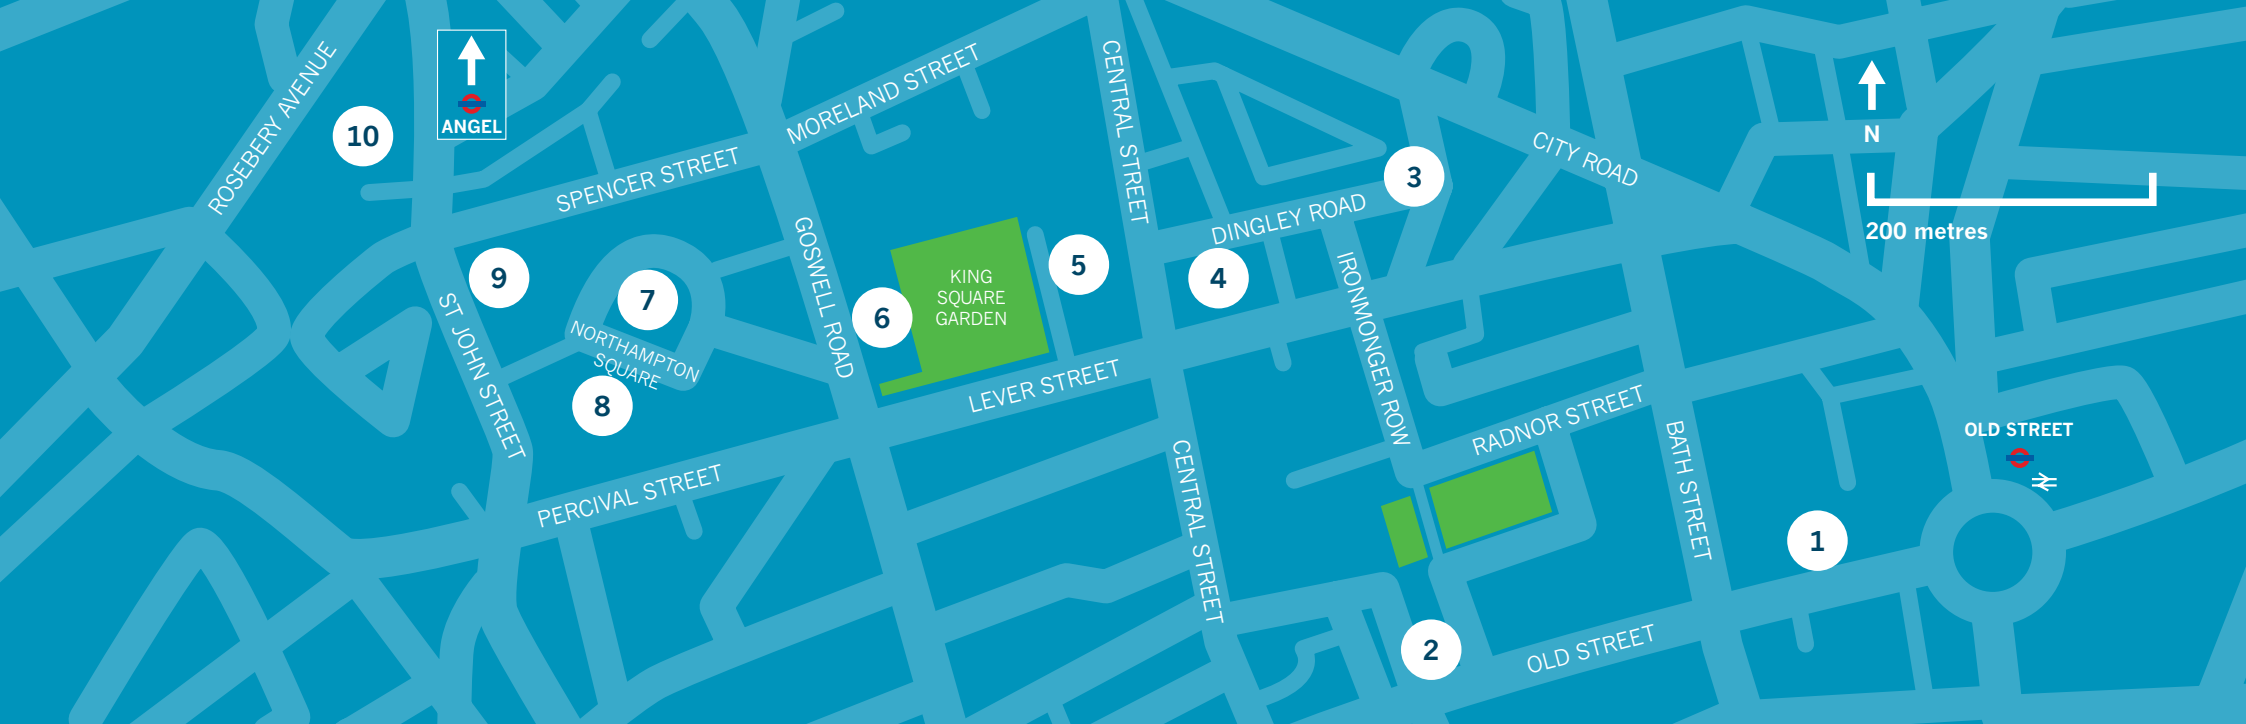 ROSEBERY AVENUE
10
ANGEL
SPENCER STREET
MORELAND STREET
CENTRAL STREET
3
CITY ROAD
N
200 metres
DINGLEY ROAD
GOSWELL ROAD
KING
SQUARE
GARDEN
5
4
6
7
9
NORTHAMPTON
SQUARE
8
ST JOHN STREET
IRONMONGER ROW
LEVER STREET
RADNOR STREET
BATH STREET
OLD STREET
PERCIVAL STREET
CENTRAL STREET
1
2
OLD STREET